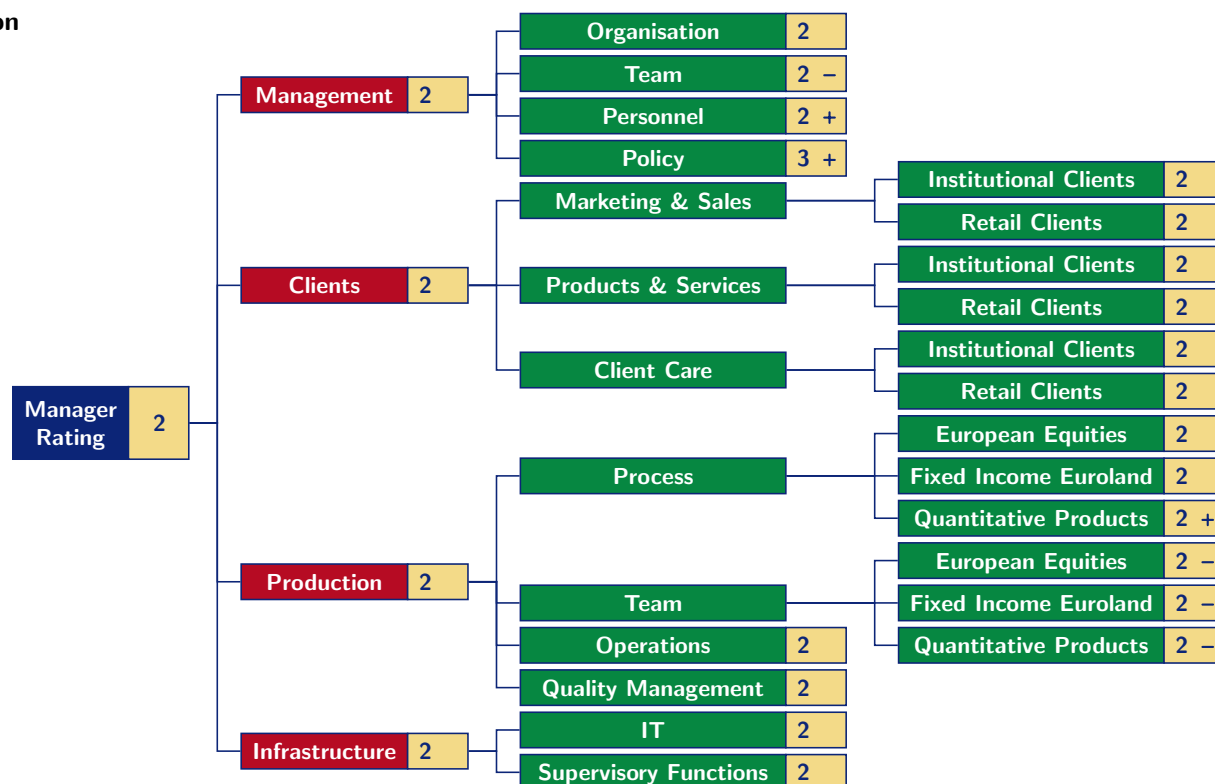 on
Organisation 2
Team 2 –
Management 2
Personnel 2 +
Policy 3 +
Institutional Clients 2
Marketing & Sales
Retail Clients 2
Institutional Clients 2
Clients 2
Products & Services
Retail Clients 2
Institutional Clients 2
Client Care
Retail Clients 2
Manager
Rating
2
European Equities 2
Process
Fixed Income Euroland 2
Quantitative Products 2 +
European Equities 2 –
Production 2
Team
Fixed Income Euroland 2 –
Operations 2
Quantitative Products 2 –
Quality Management 2
IT 2
Infrastructure 2
Supervisory Functions 2